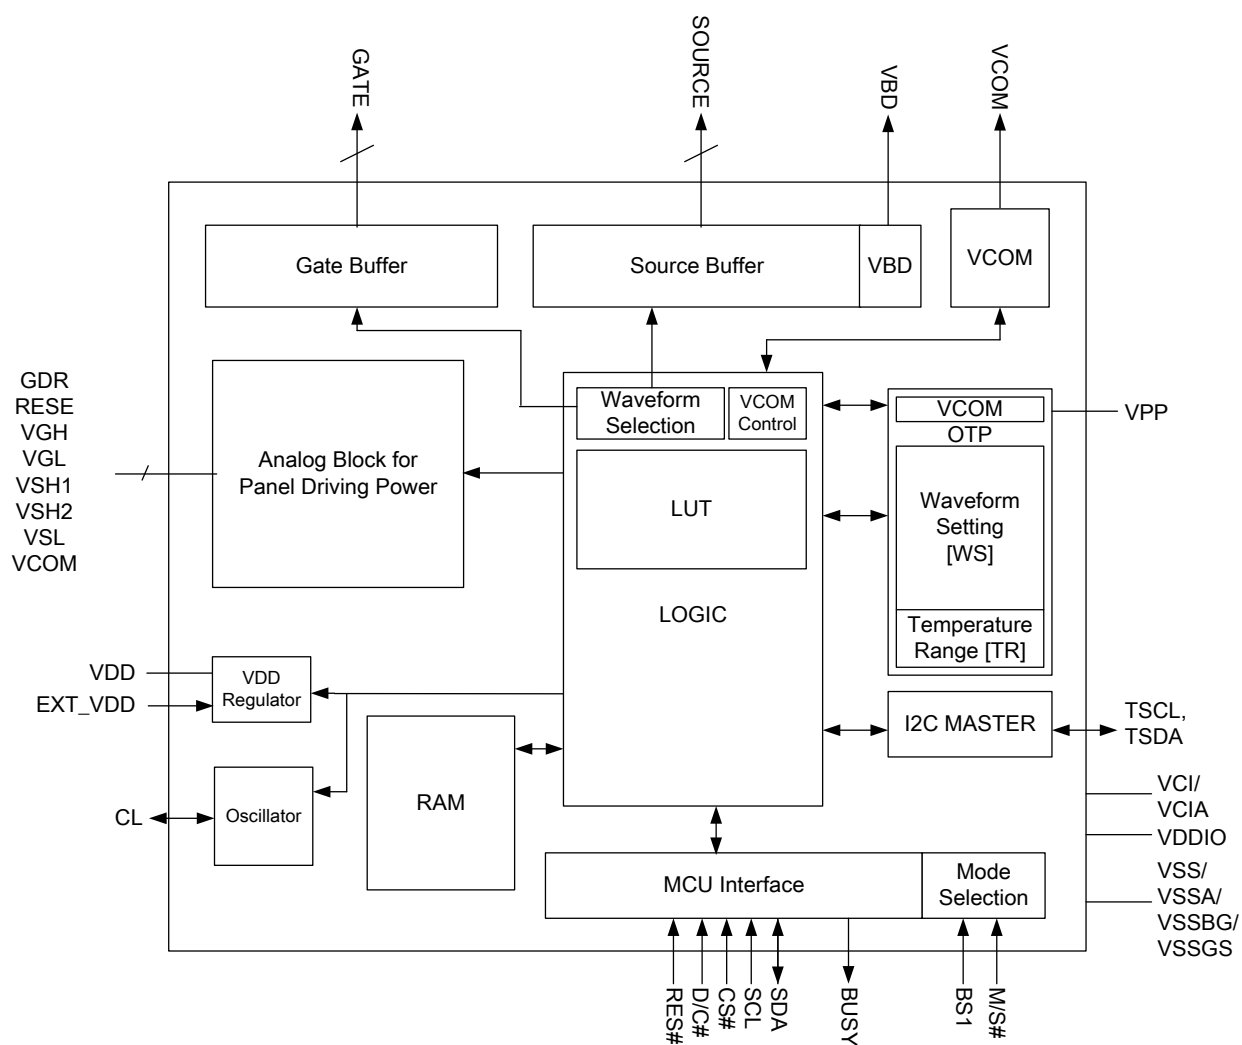 GATE
SOURCE
VBD
VCOM
Gate Buffer
Source Buffer
VBD
VCOM
GDR
RESE
VGH
VGL
VSH1
VSH2
VSL
VCOM
Analog Block for
Panel Driving Power
Waveform
Selection
VCOM
Control
LUT
LOGIC
VCOM
OTP
Waveform
Setting
[WS]
Temperature
Range [TR]
VPP
VDD
EXT_VDD
VDD
Regulator
I2C MASTER
TSCL,
TSDA
CL
Oscillator
RAM
VCI/
VCIA
VDDIO
VSS/
VSSA/
VSSBG/
VSSGS
MCU Interface
Mode
Selection
RES#
D/C#
CS#
SCL
SDA
BUSY
BS1
M/S#